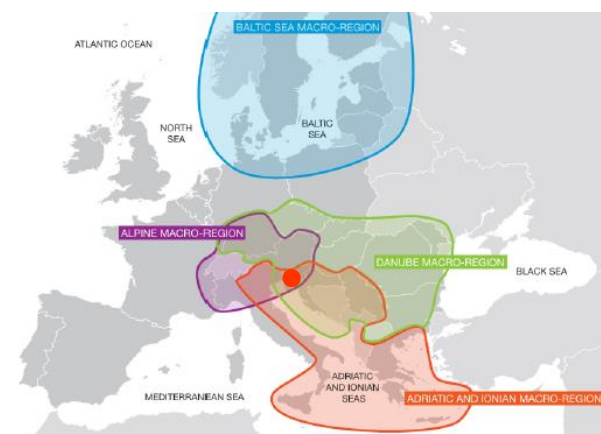 BALTIC SEA MACRO-REGION
ATLANTIC OCEAN
NORTH
SEA
BALTIC
SEA
ALPINE MACRO-REGION
DANUBE MACRO-REGION
BLACK SEA
ADRIATIC
AND IONIAN
SEAS
MEDITERRANEAN SEA
ADRIATIC AND IONIAN MACRO-REGION